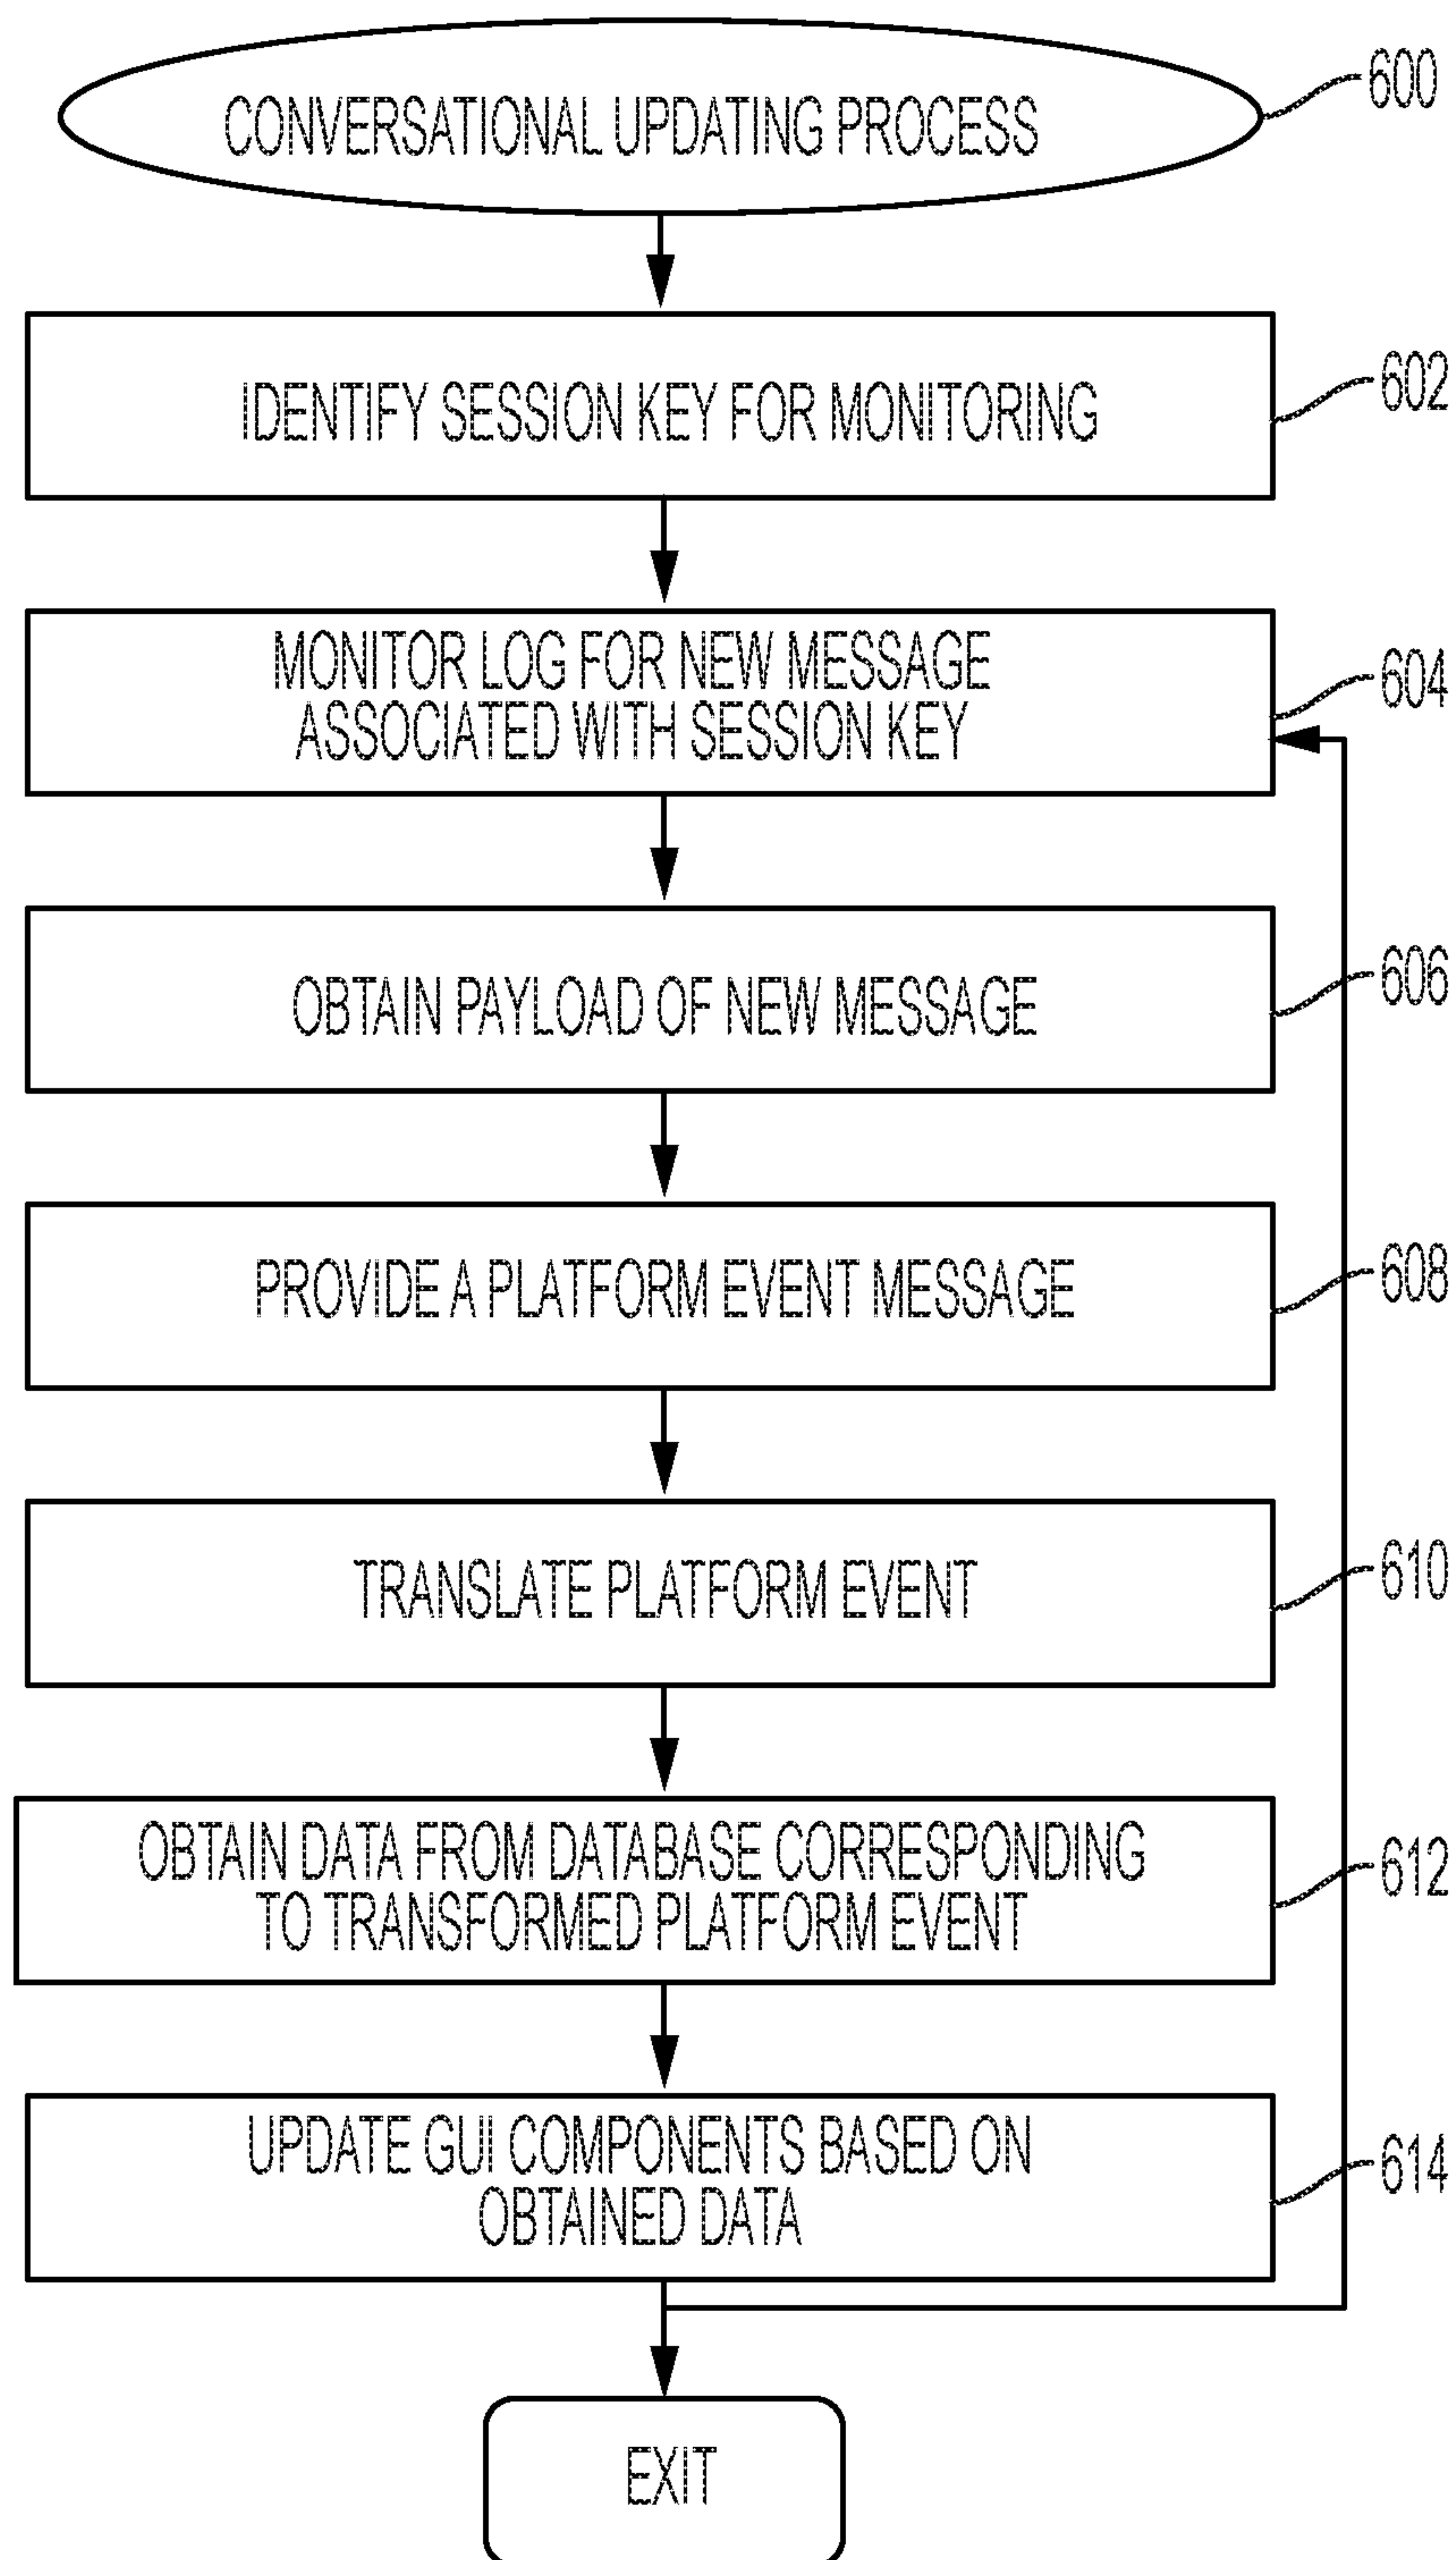 CONVERSATIONAL UPDATING PROCESS
600
IDENTIFY SESSION KEY FOR MONITORING
602
MONITOR LOG FOR NEW MESSAGE
ASSOCIATED WITH SESSION KEY
604
OBTAIN PAYLOAD OF NEW MESSAGE
606
PROVIDE A PLATFORM EVENT MESSAGE
608
TRANSLATE PLATFORM EVENT
610
OBTAIN DATA FROM DATABASE CORRESPONDING
TO TRANSFORMED PLATFORM EVENT
612
UPDATE GUI COMPONENTS BASED ON
OBTAINED DATA
614
EXIT